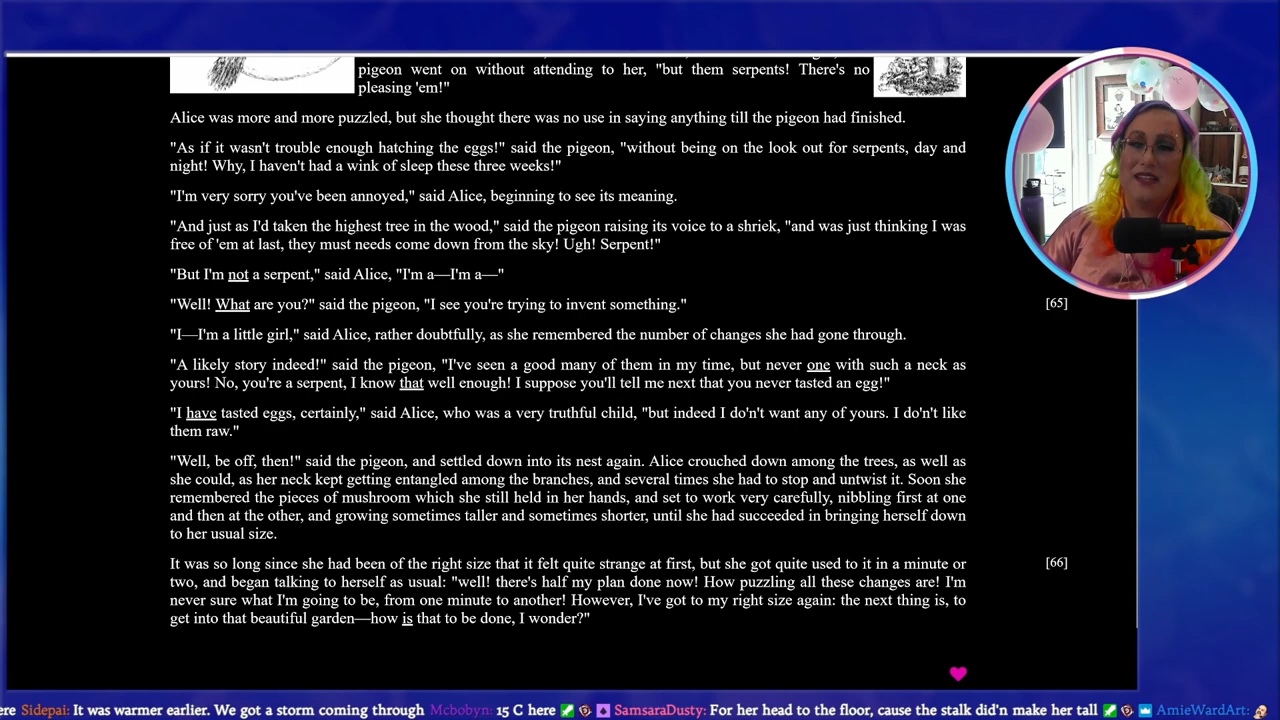 pigeon went on without attending to her, "but them serpents! There's no
pleasing 'em!"
Alice was more and more puzzled, but she thought there was no use in saying anything till the pigeon had finished.
"As if it wasn't trouble enough hatching the eggs!" said the pigeon, "without being on the look out for serpents, day and
night! Why, I haven't had a wink of sleep these three weeks!"
"I'm very sorry you've been annoyed," said Alice, beginning to see its meaning.
"And just as I'd taken the highest tree in the wood," said the pigeon raising its voice to a shriek, "and was just thinking I was
free of 'em at last, they must needs come down from the sky! Ugh! Serpent!"
"But I'm not a serpent," said Alice, "I'm a—I'm a—"
"Well! What are you?" said the pigeon, "I see you're trying to invent something."
[65]
"I—I'm a little girl," said Alice, rather doubtfully, as she remembered the number of changes she had gone through.
"A likely story indeed!" said the pigeon, "I've seen a good many of them in my time, but never one with such a neck as
yours! No, you're a serpent, I know that well enough! I suppose you'll tell me next that you never tasted an egg!"
"I have tasted eggs, certainly," said Alice, who was a very truthful child, "but indeed I do'n't want any of yours. I do'n't like
them raw."
"Well, be off, then!" said the pigeon, and settled down into its nest again. Alice crouched down among the trees, as well as
she could, as her neck kept getting entangled among the branches, and several times she had to stop and untwist it. Soon she
remembered the pieces of mushroom which she still held in her hands, and set to work very carefully, nibbling first at one
and then at the other, and growing sometimes taller and sometimes shorter, until she had succeeded in bringing herself down
to her usual size.
It was so long since she had been of the right size that it felt quite strange at first, but she got quite used to it in a minute or
[66]
two, and began talking to herself as usual: "well! there's half my plan done now! How puzzling all these changes are! I'm
never sure what I'm going to be, from one minute to another! However, I've got to my right size again: the next thing is, to
get into that beautiful garden—how is that to be done, I wonder?"
ere Sidepai: It was warmer earlier. We got a storm coming through Mcbobyn: 15 C here SamsaraDusty: For her head to the floor, cause the stalk did'n make her tall AmieWardArt: